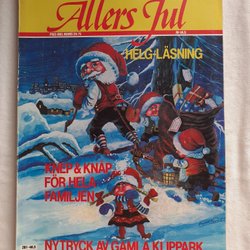 Allers Jul
HELG-LÄSNING
KNEP & KNÅP
FÖR HELA
FAMILJEN
NYTRYCK AV GAMLA KLIPPARK